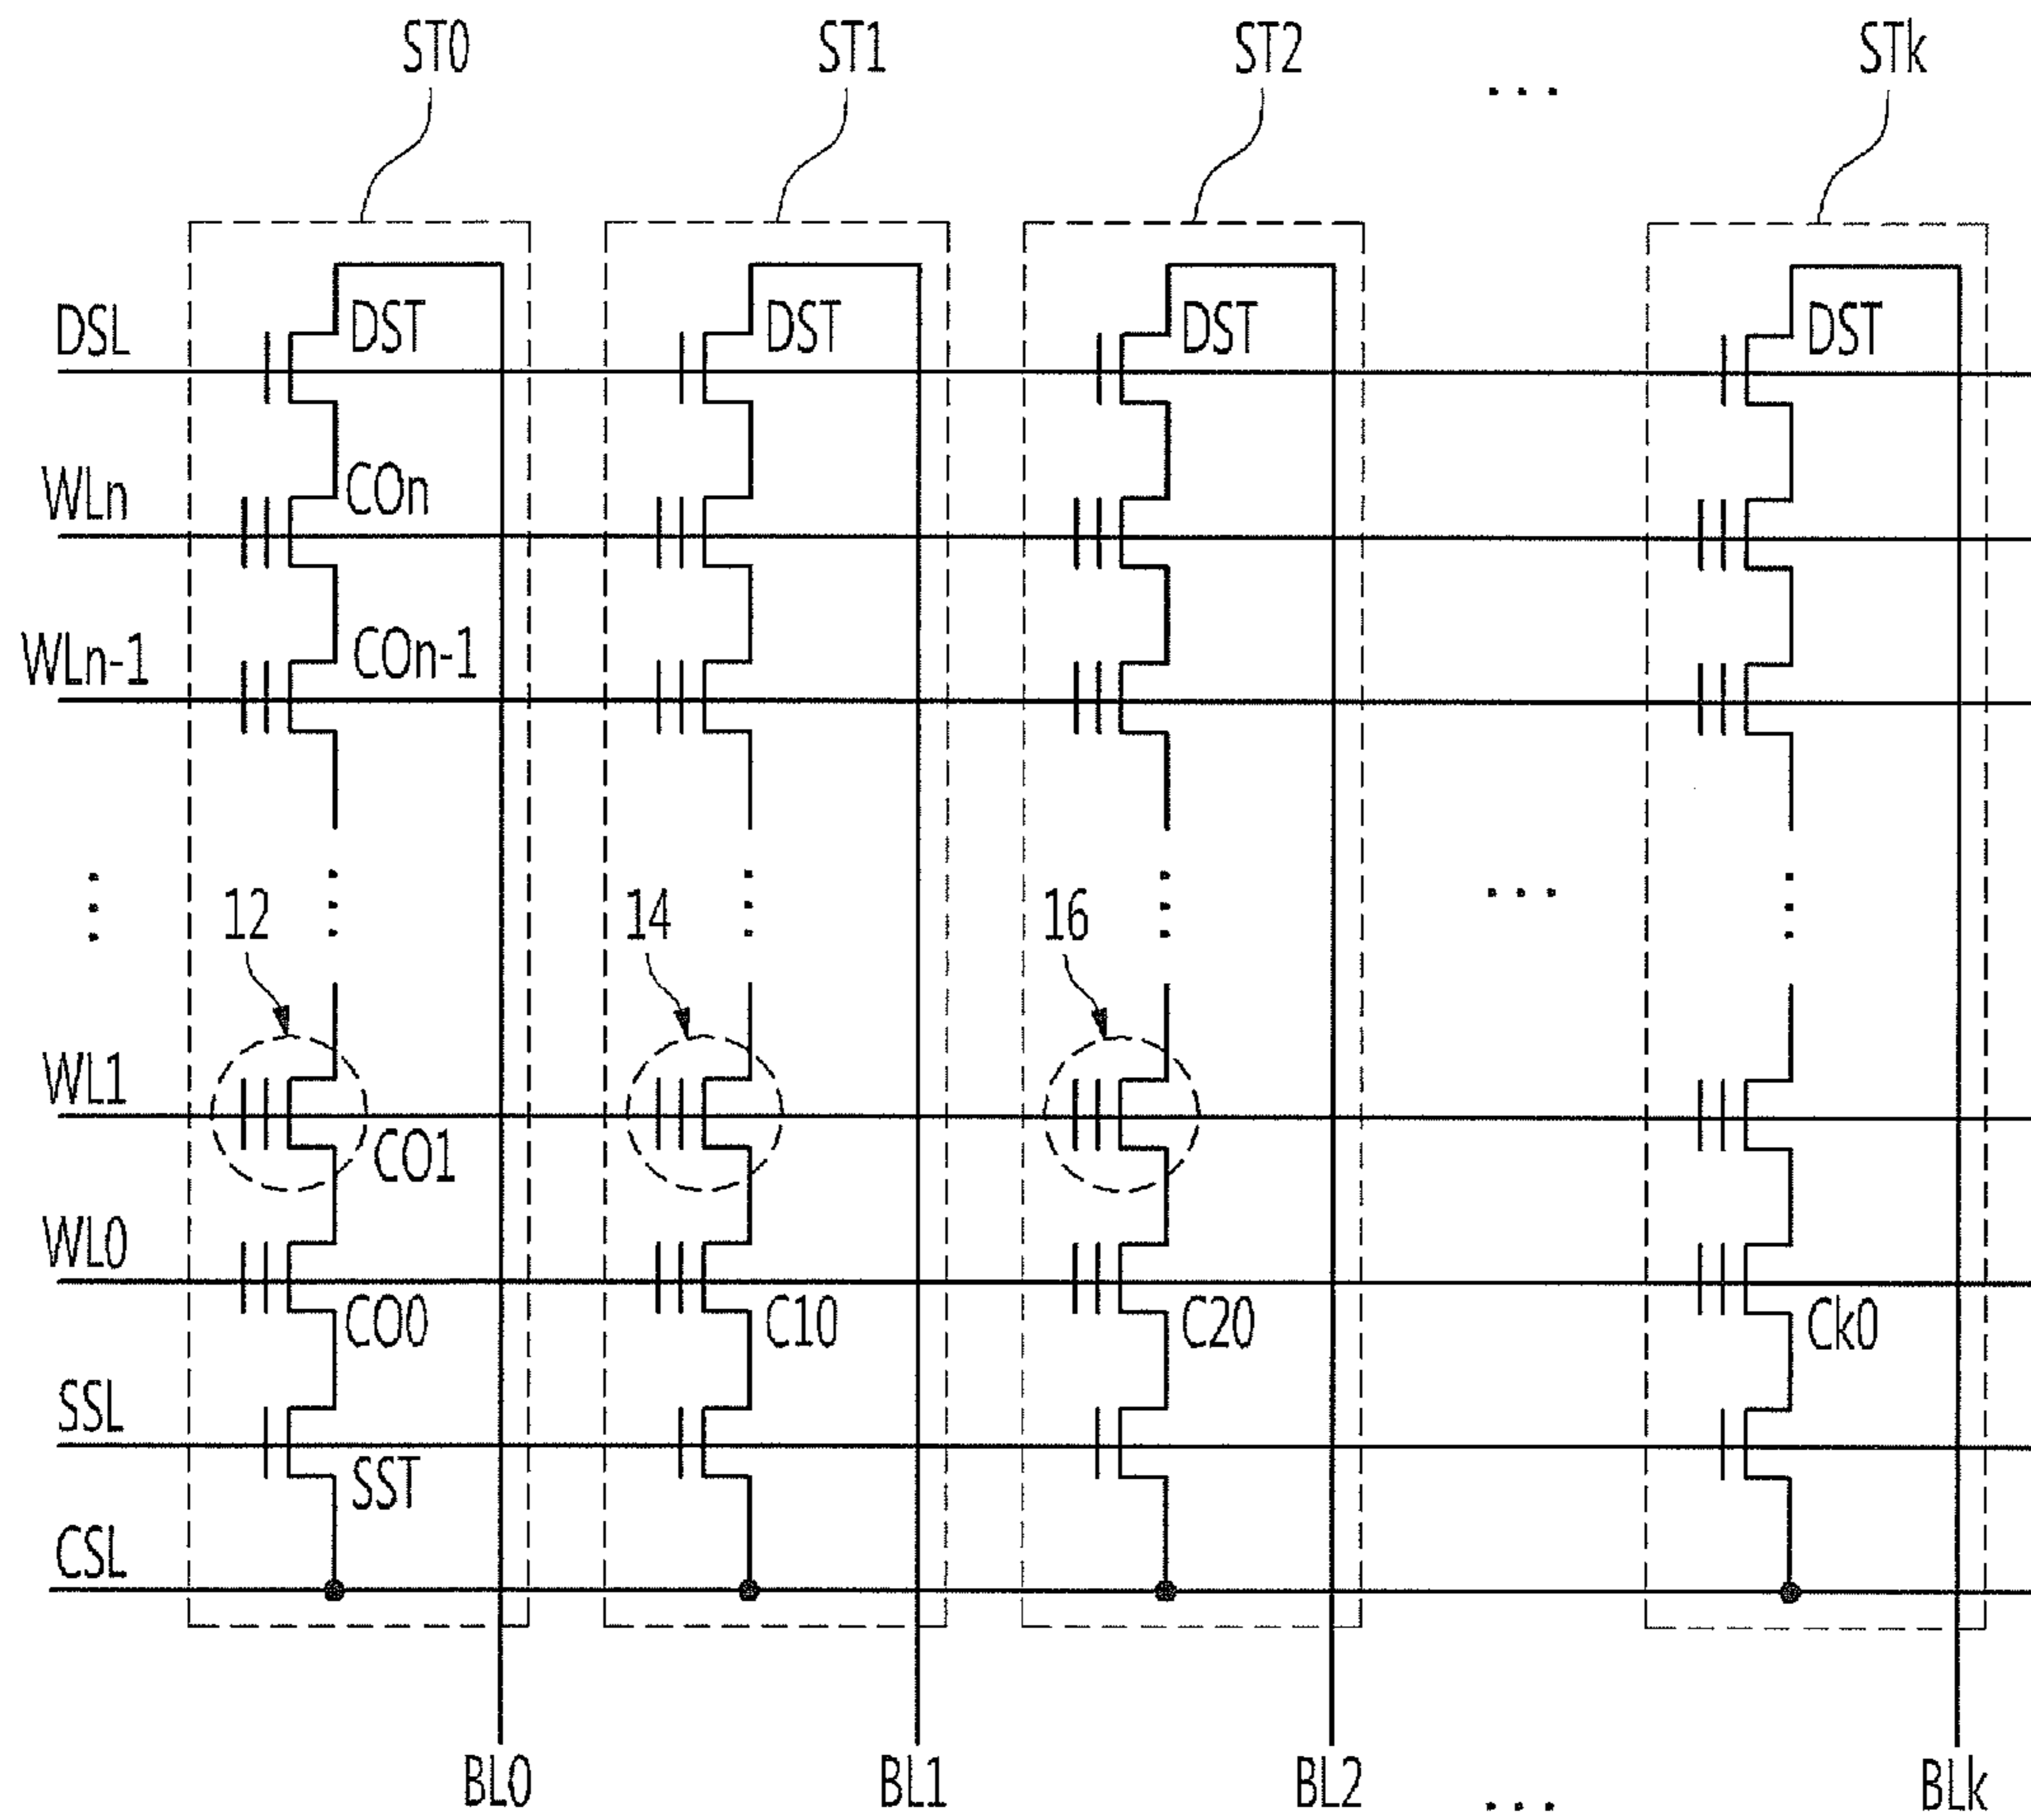 ST0 ST1 ST2 ... STk
DSL DST DST DST DST
WLn COn
WLn-1 COn-1
12 14 16 ...
WL1 CO1
WL0 CO0 C10 C20 Ck0
SSL SST
CSL
BL0 BL1 BL2 ... BLk